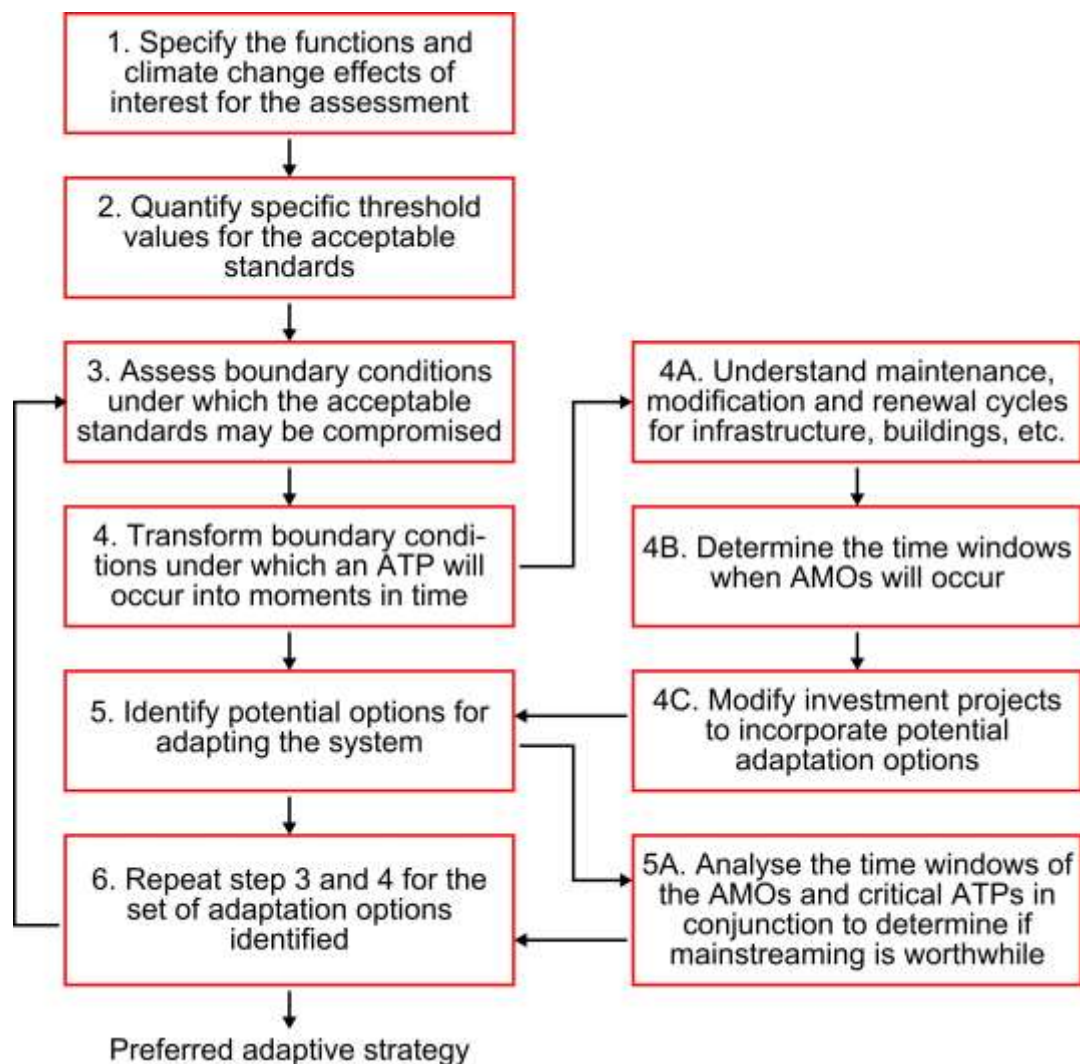 1. Specify the functions and
climate change effects of
interest for the assessment
2. Quantify specific threshold
values for the acceptable
standards
3. Assess boundary conditions
under which the acceptable
standards may be compromised
4. Transform boundary condi-
tions under which an ATP will
occur into moments in time
4A. Understand maintenance,
modification and renewal cycles
for infrastructure, buildings, etc.
4B. Determine the time windows
when AMOs will occur
4C. Modify investment projects
to incorporate potential
adaptation options
5. Identify potential options for
adapting the system
5A. Analyse the time windows of
the AMOs and critical ATPs in
conjunction to determine if
mainstreaming is worthwhile
6. Repeat step 3 and 4 for the
set of adaptation options
identified
Preferred adaptive strategy